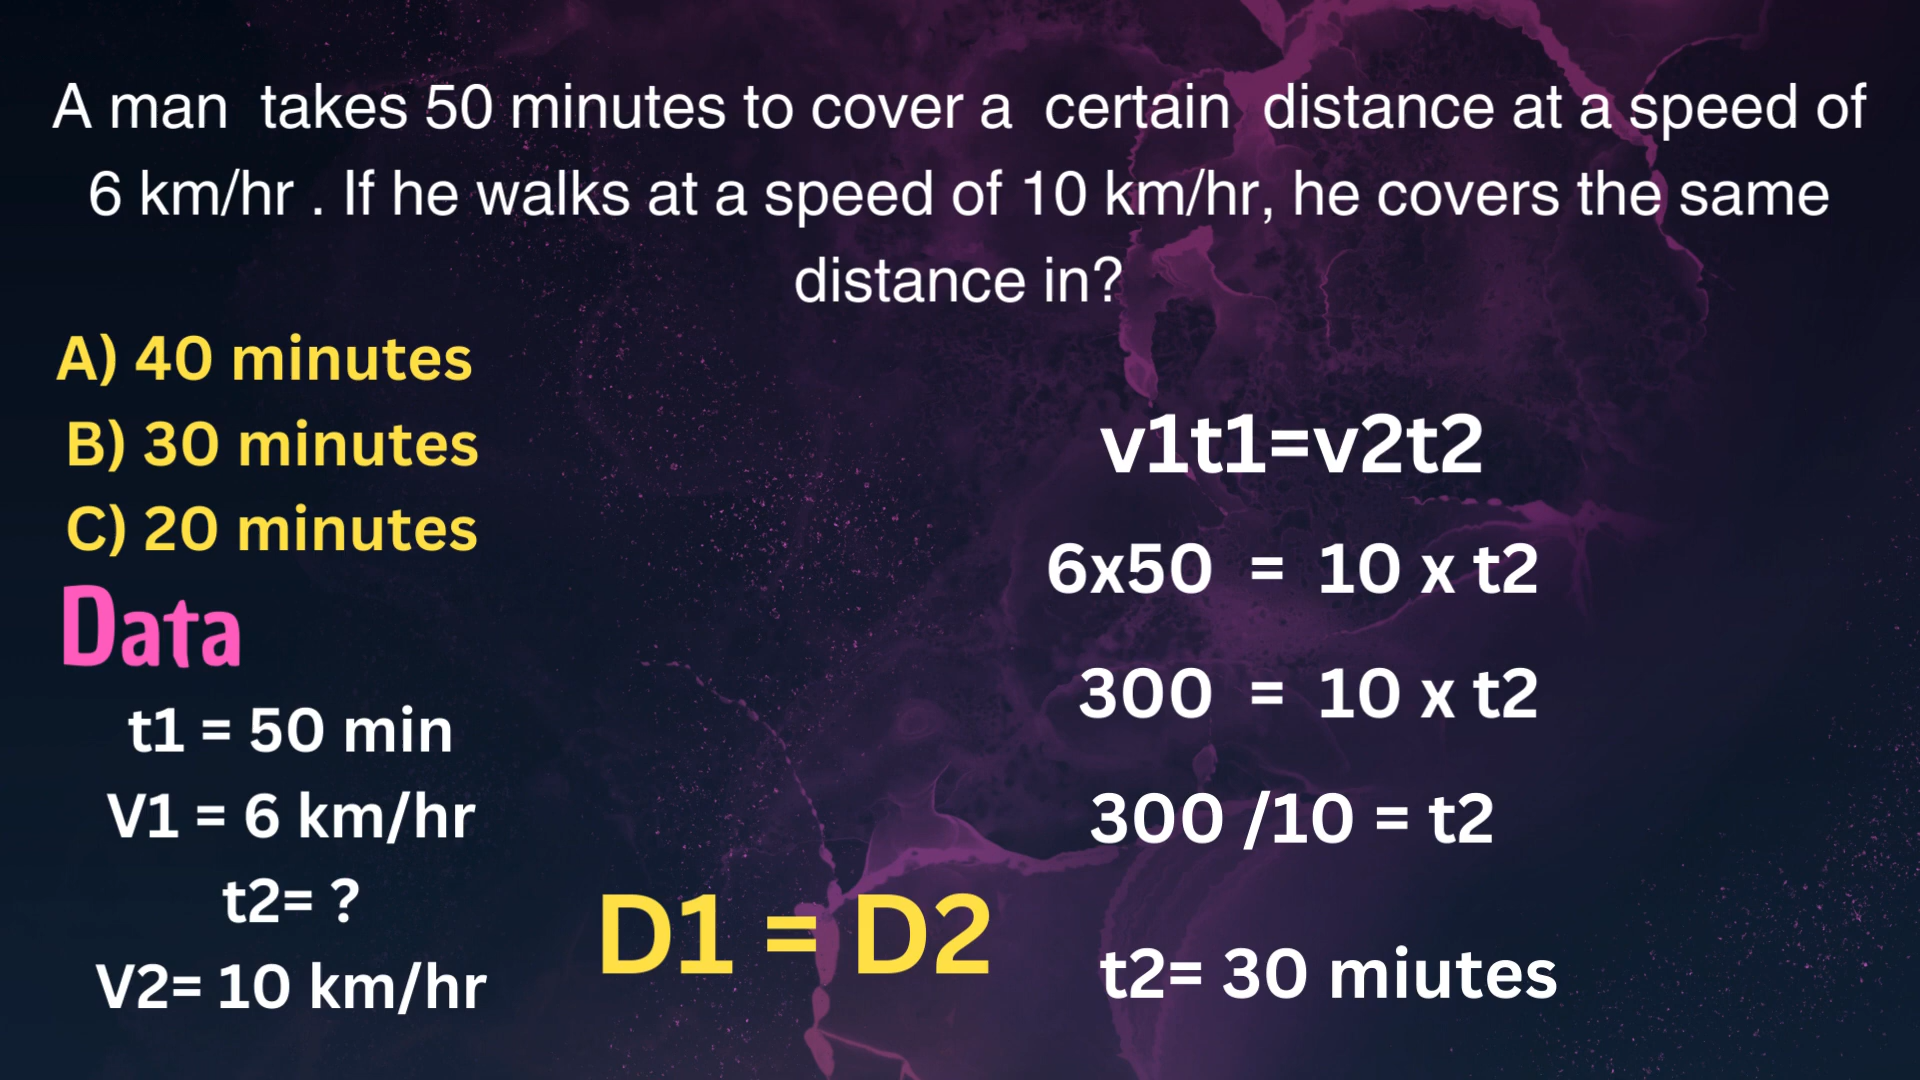 A man takes 50 minutes to cover a certain distance at a speed of
6 km/hr . If he walks at a speed of 10 km/hr, he covers the same
distance in?
A) 40 minutes
B) 30 minutes
C) 20 minutes
Data
t1 = 50 min
V1 = 6 km/hr
t2= ?
V2= 10 km/hr
D1 = D2
v1t1=v2t2
6x50 = 10 x t2
300 = 10 x t2
300 /10 = t2
t2= 30 miutes